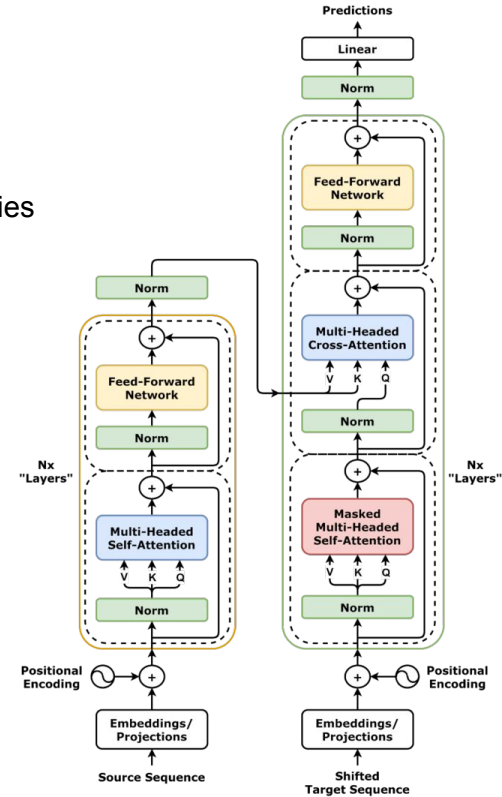 Predictions
Linear
Norm
Feed-Forward
Network
Norm
Multi-Headed
Cross-Attention
V K Q
Norm
Masked
Multi-Headed
Self-Attention
V K Q
Norm
Nx
"Layers"
Positional
Encoding
Embeddings/
Projections
Shifted
Target Sequence
ies
Norm
Feed-Forward
Network
Norm
Nx
"Layers"
Multi-Headed
Self-Attention
V K Q
Norm
Positional
Encoding
Embeddings/
Projections
Source Sequence